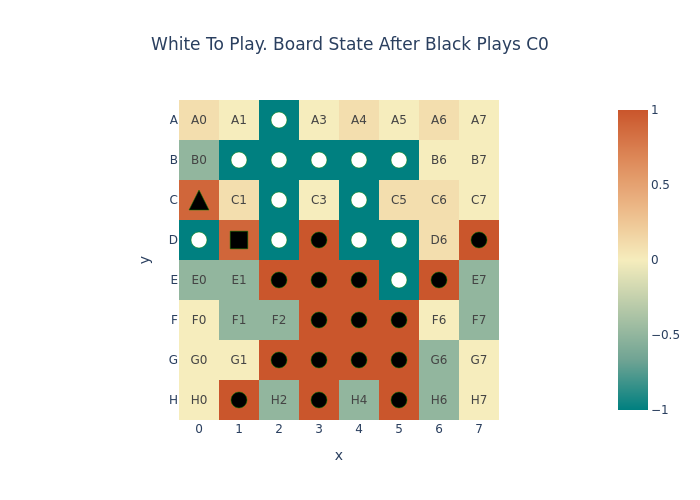 White To Play. Board State After Black Plays C0
A A0 A1 A3 A4 A5 A6 A7
B B0 B6 B7
C C1 C3 C5 C6 C7
D D6
E E0 E1 E7
F F0 F1 F2 F6 F7
G G0 G1 G6 G7
H H0 H2 H4 H6 H7
0 1 2 3 4 5 6 7
x
y
1
0.5
0
−0.5
−1